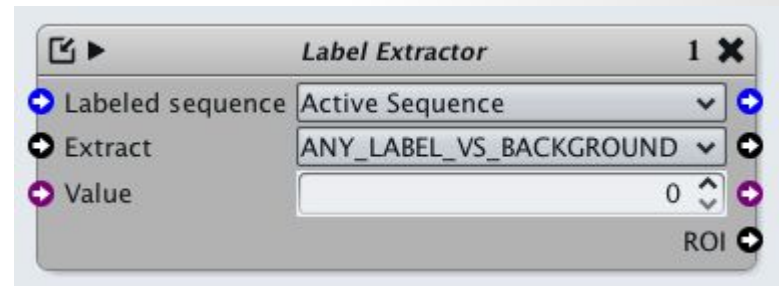 Label Extractor 1
Labeled sequence Active Sequence
Extract ANY_LABEL_VS_BACKGROUND
Value 0
ROI